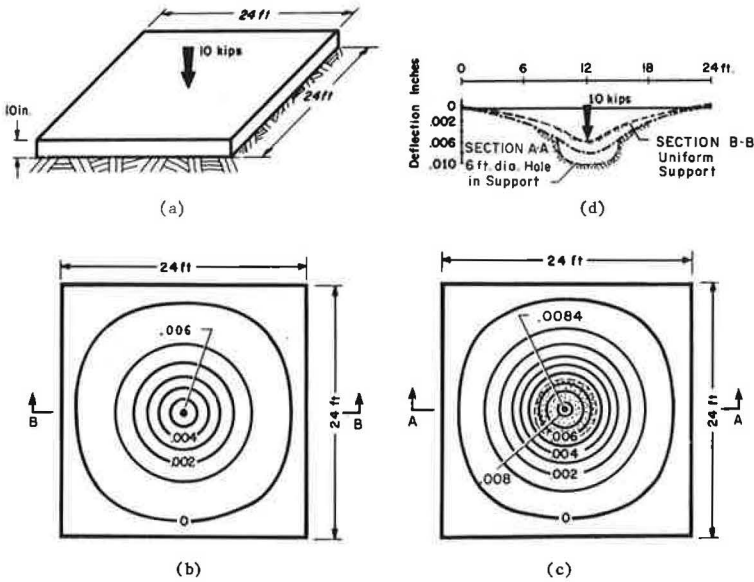 24 ft
10 kips
24 ft
10 in.
(a)
0 6 12 18 24 ft.
Deflection Inches
0
.002
.006
.010
10 kips
SECTION A-A
6 ft. dia. Hole
in Support
SECTION B-B
Uniform
Support
(d)
24 ft
.006
B B
24 ft
.004
.002
0
(b)
24 ft
.0084
A A
24 ft
.006
.004
.002
.008
0
(c)